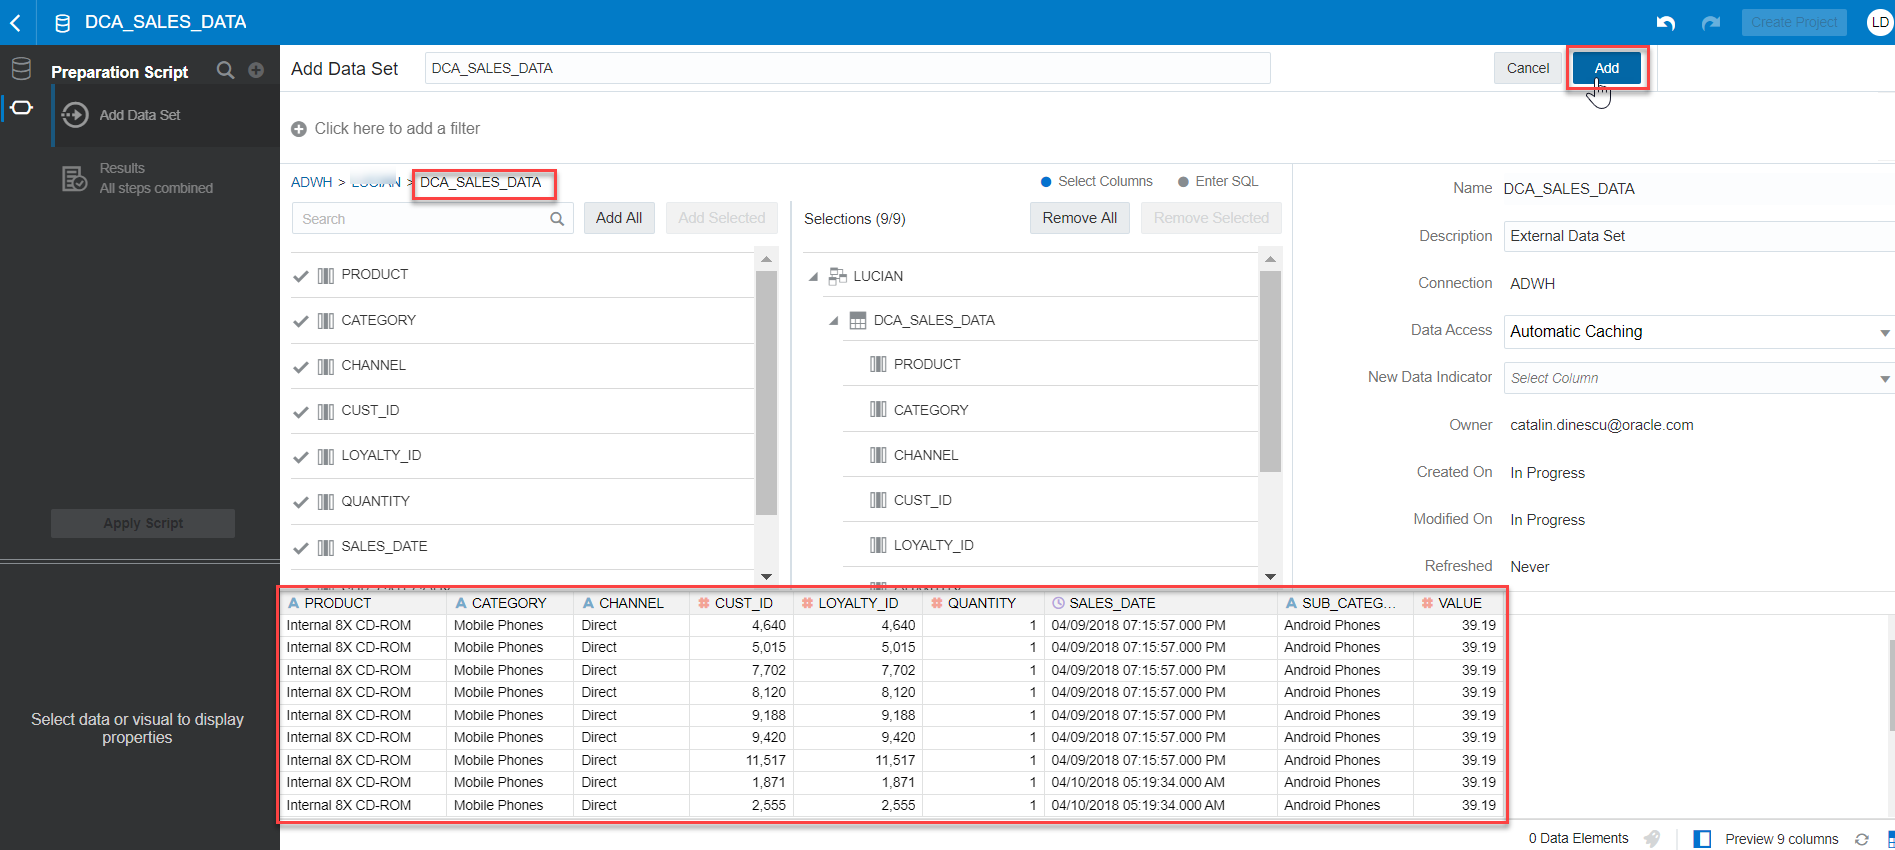 DCA_SALES_DATA
Create Project
LD
Preparation Script
Add Data Set
Results
All steps combined
Apply Script
Select data or visual to display
properties
Add Data Set
DCA_SALES_DATA
Cancel
Add
Click here to add a filter
ADWH > LUCIAN > DCA_SALES_DATA
Select Columns
Enter SQL
Search
Add All
Add Selected
Selections (9/9)
Remove All
Remove Selected
PRODUCT
CATEGORY
CHANNEL
CUST_ID
LOYALTY_ID
QUANTITY
SALES_DATE
LUCIAN
DCA_SALES_DATA
PRODUCT
CATEGORY
CHANNEL
CUST_ID
LOYALTY_ID
Name DCA_SALES_DATA
Description External Data Set
Connection ADWH
Data Access Automatic Caching
New Data Indicator Select Column
Owner catalin.dinescu@oracle.com
Created On In Progress
Modified On In Progress
Refreshed Never
A PRODUCT A CATEGORY A CHANNEL # CUST_ID # LOYALTY_ID # QUANTITY SALES_DATE A SUB_CATEG... # VALUE
Internal 8X CD-ROM Mobile Phones Direct 4,640 4,640 1 04/09/2018 07:15:57.000 PM Android Phones 39.19
Internal 8X CD-ROM Mobile Phones Direct 5,015 5,015 1 04/09/2018 07:15:57.000 PM Android Phones 39.19
Internal 8X CD-ROM Mobile Phones Direct 7,702 7,702 1 04/09/2018 07:15:57.000 PM Android Phones 39.19
Internal 8X CD-ROM Mobile Phones Direct 8,120 8,120 1 04/09/2018 07:15:57.000 PM Android Phones 39.19
Internal 8X CD-ROM Mobile Phones Direct 9,188 9,188 1 04/09/2018 07:15:57.000 PM Android Phones 39.19
Internal 8X CD-ROM Mobile Phones Direct 9,420 9,420 1 04/09/2018 07:15:57.000 PM Android Phones 39.19
Internal 8X CD-ROM Mobile Phones Direct 11,517 11,517 1 04/09/2018 07:15:57.000 PM Android Phones 39.19
Internal 8X CD-ROM Mobile Phones Direct 1,871 1,871 1 04/10/2018 05:19:34.000 AM Android Phones 39.19
Internal 8X CD-ROM Mobile Phones Direct 2,555 2,555 1 04/10/2018 05:19:34.000 AM Android Phones 39.19
0 Data Elements
Preview 9 columns